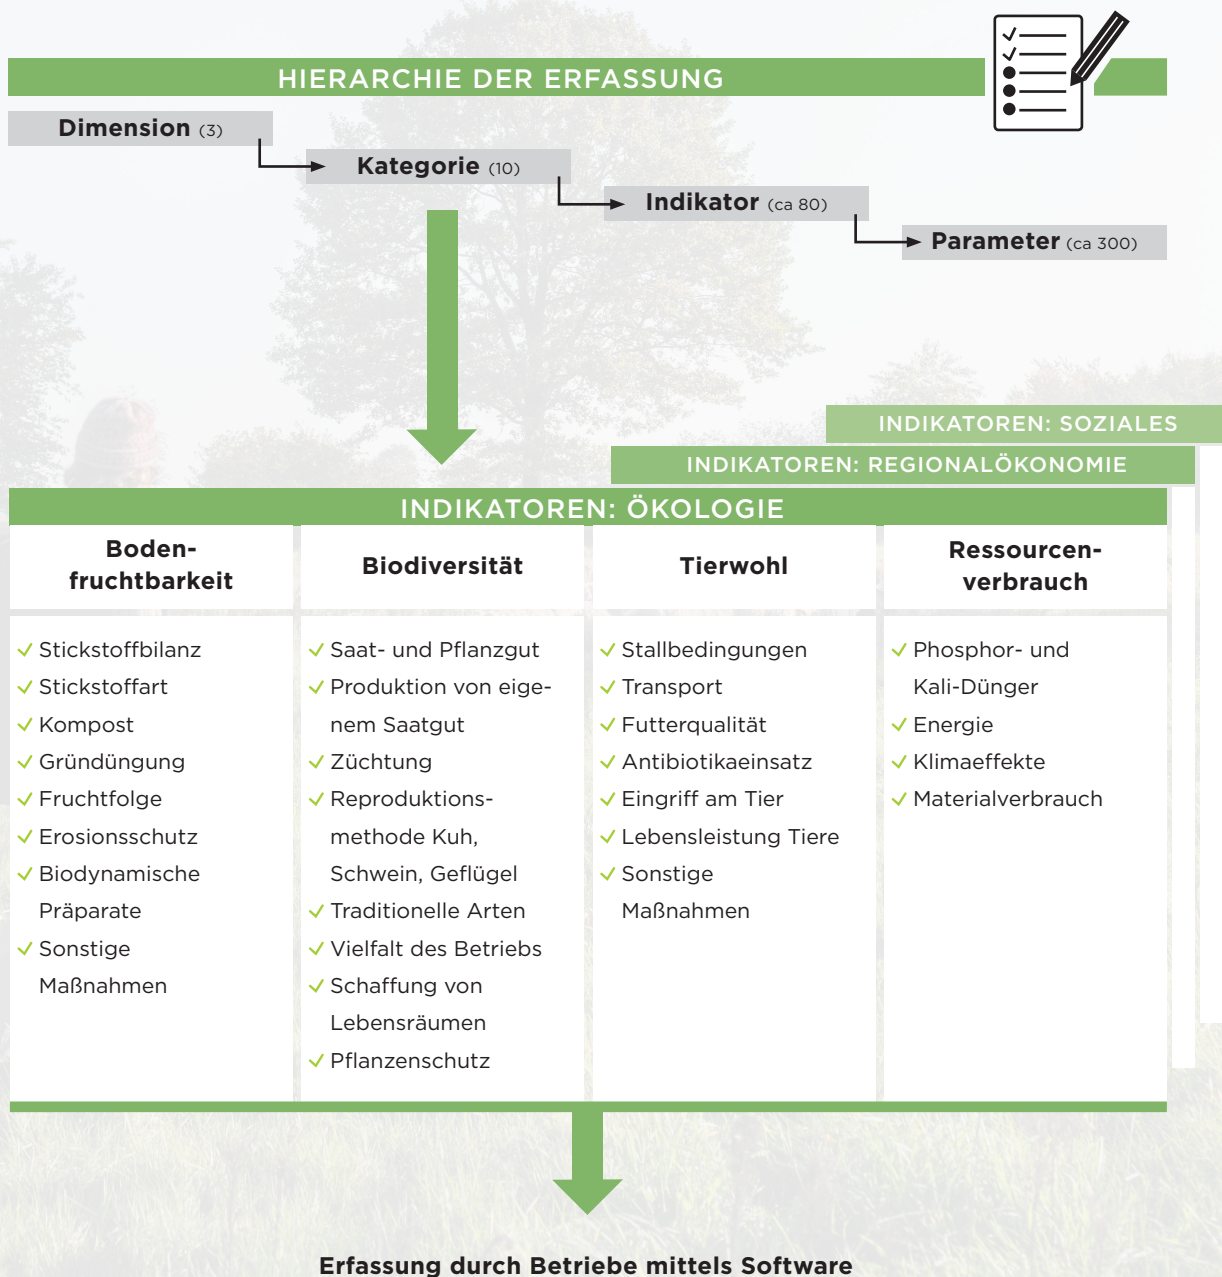 HIERARCHIE DER ERFASSUNG
Dimension (3)
Kategorie (10)
Indikator (ca 80)
Parameter (ca 300)
INDIKATOREN: SOZIALES
INDIKATOREN: REGIONALÖKONOMIE
INDIKATOREN: ÖKOLOGIE
Boden-
fruchtbarkeit
Stickstoffbilanz
Stickstoffart
Kompost
Gründüngung
Fruchtfolge
Erosionsschutz
Biodynamische
Präparate
Sonstige
Maßnahmen
Biodiversität
Saat- und Pflanzgut
Produktion von eige-
nem Saatgut
Züchtung
Reproduktions-
methode Kuh,
Schwein, Geflügel
Traditionelle Arten
Vielfalt des Betriebs
Schaffung von
Lebensräumen
Pflanzenschutz
Tierwohl
Stallbedingungen
Transport
Futterqualität
Antibiotikaeinsatz
Eingriff am Tier
Lebensleistung Tiere
Sonstige
Maßnahmen
Ressourcen-
verbrauch
Phosphor- und
Kali-Dünger
Energie
Klimaeffekte
Materialverbrauch
Erfassung durch Betriebe mittels Software